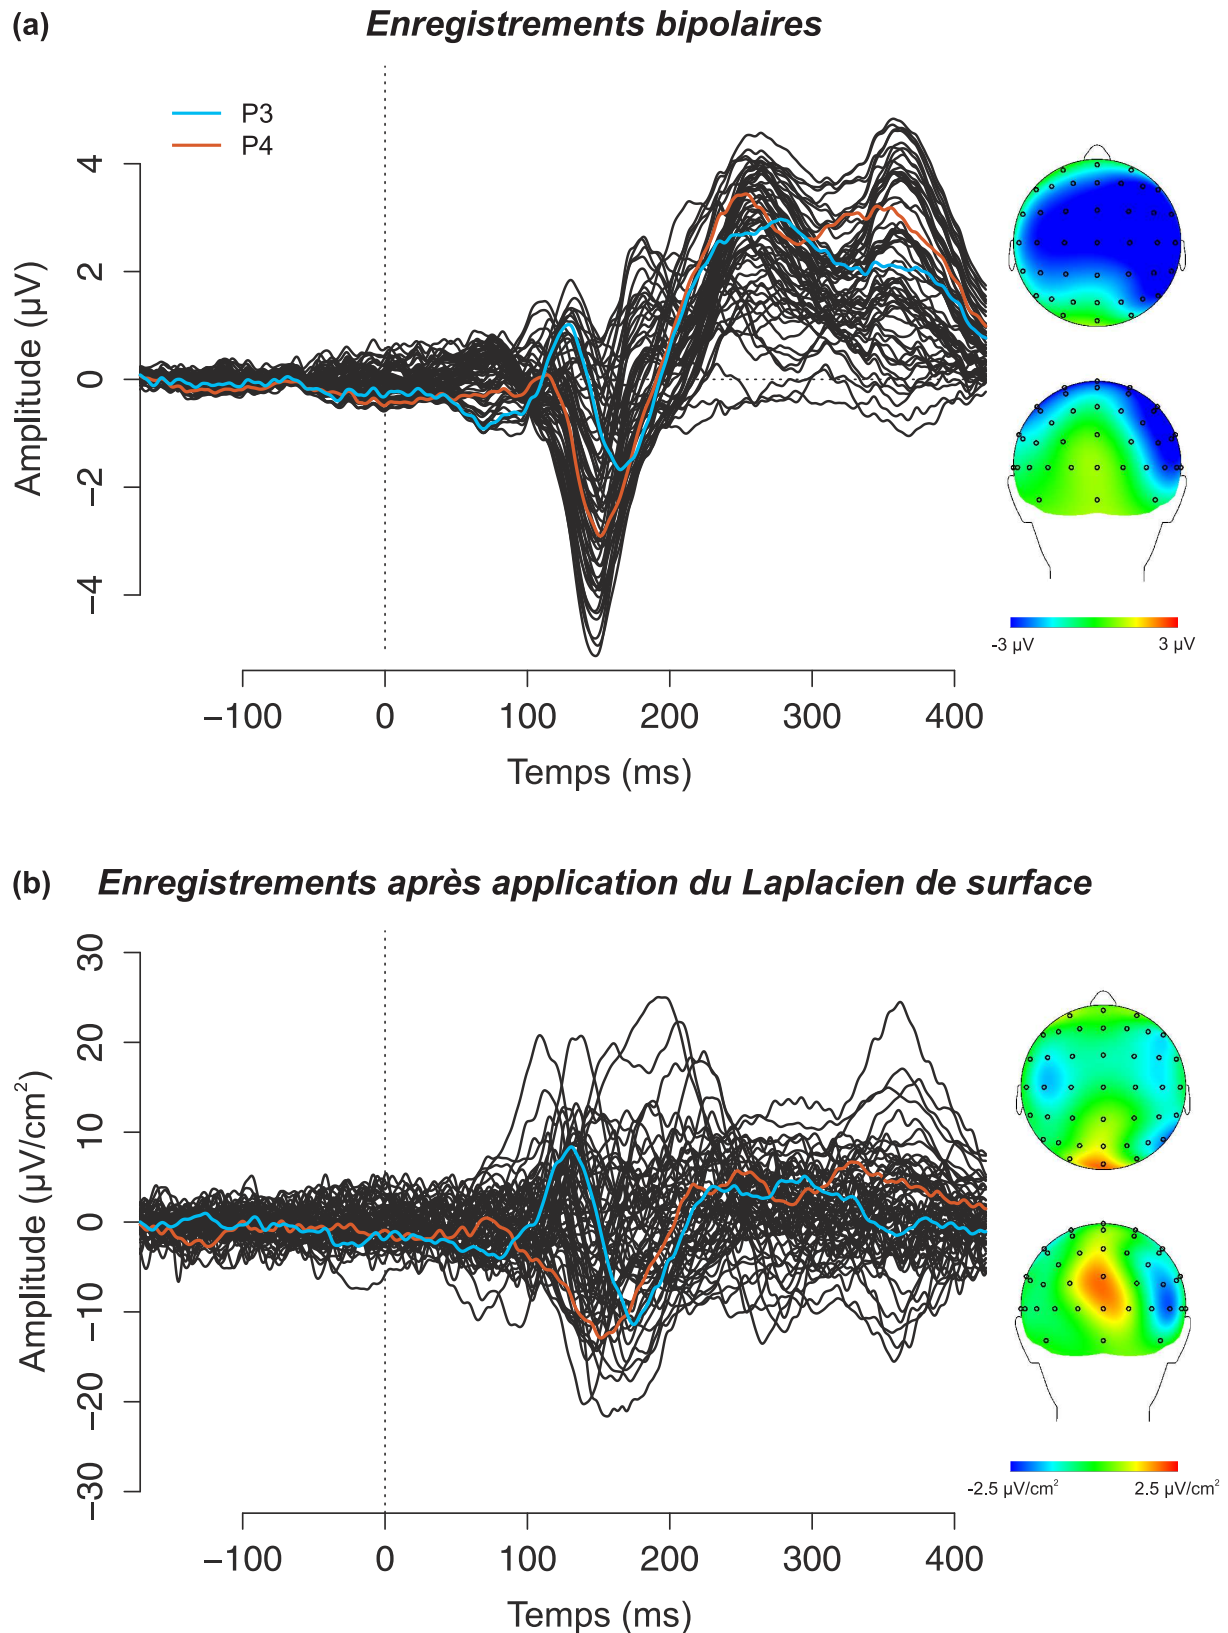 (a) Enregistrements bipolaires
P3
P4
Amplitude (µV)
4
2
0
−2
−4
−100 0 100 200 300 400
Temps (ms)
-3 µV 3 µV
(b) Enregistrements après application du Laplacien de surface
Amplitude (µV/cm²)
30
20
10
0
−10
−20
−30
−100 0 100 200 300 400
Temps (ms)
-2.5 µV/cm² 2.5 µV/cm²